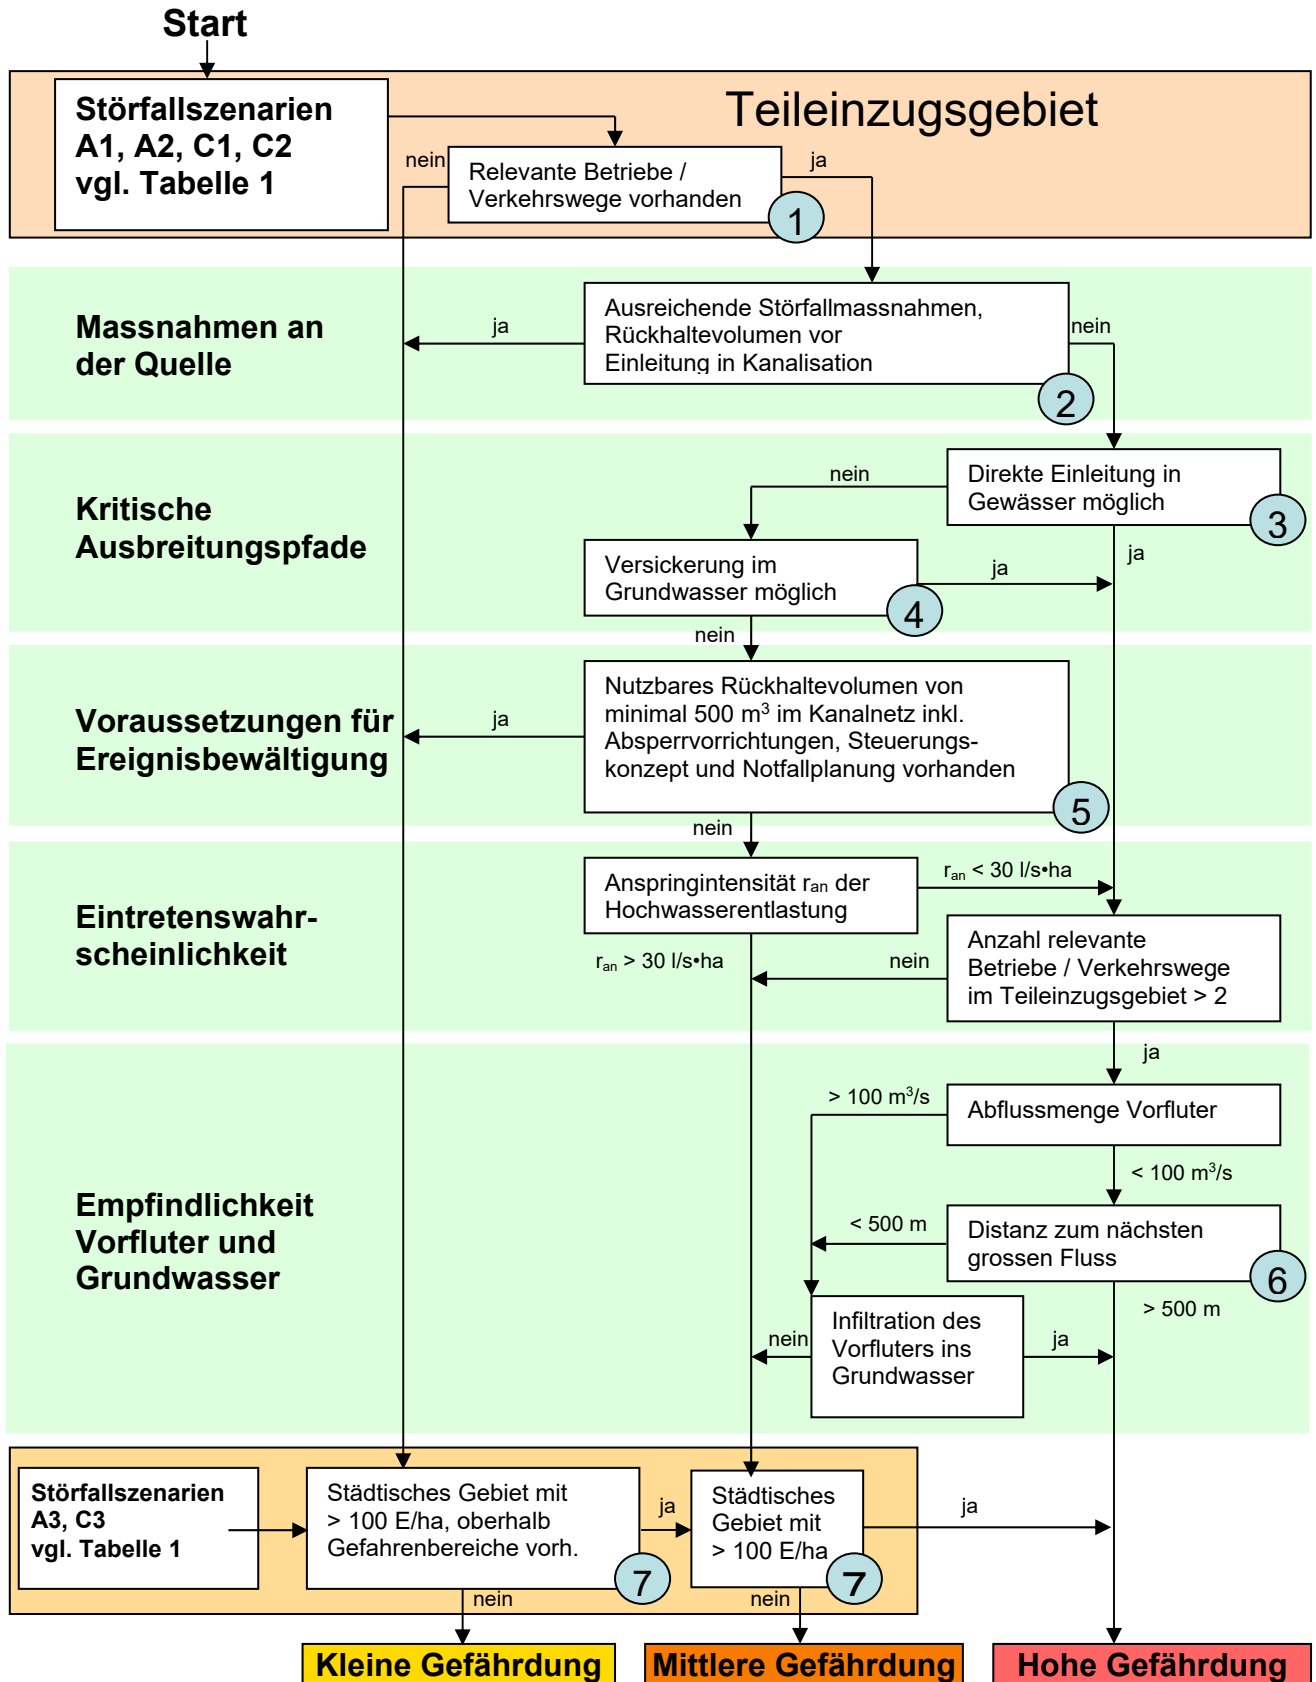 Start
Teileinzugsgebiet
Störfallszenarien
A1, A2, C1, C2
vgl. Tabelle 1
nein
Relevante Betriebe /
Verkehrswege vorhanden
ja
1
Massnahmen an
der Quelle
ja
Ausreichende Störfallmassnahmen,
Rückhaltevolumen vor
Einleitung in Kanalisation
nein
2
Kritische
Ausbreitungspfade
nein
Direkte Einleitung in
Gewässer möglich
3
ja
Versickerung im
Grundwasser möglich
ja
4
nein
Voraussetzungen für
Ereignisbewältigung
ja
Nutzbares Rückhaltevolumen von
minimal 500 m³ im Kanalnetz inkl.
Absperrvorrichtungen, Steuerungs-
konzept und Notfallplanung vorhanden
5
nein
Eintretenswahr-
scheinlichkeit
Anspringintensität ran der
Hochwasserentlastung
ran < 30 l/s•ha
ran > 30 l/s•ha
nein
Anzahl relevante
Betriebe / Verkehrswege
im Teileinzugsgebiet > 2
ja
Empfindlichkeit
Vorfluter und
Grundwasser
> 100 m³/s
Abflussmenge Vorfluter
< 100 m³/s
< 500 m
Distanz zum nächsten
grossen Fluss
6
> 500 m
nein
Infiltration des
Vorfluters ins
Grundwasser
ja
Störfallszenarien
A3, C3
vgl. Tabelle 1
Städtisches Gebiet mit
> 100 E/ha, oberhalb
Gefahrenbereiche vorh.
7
ja
Städtisches
Gebiet mit
> 100 E/ha
7
ja
nein
nein
Kleine Gefährdung
Mittlere Gefährdung
Hohe Gefährdung